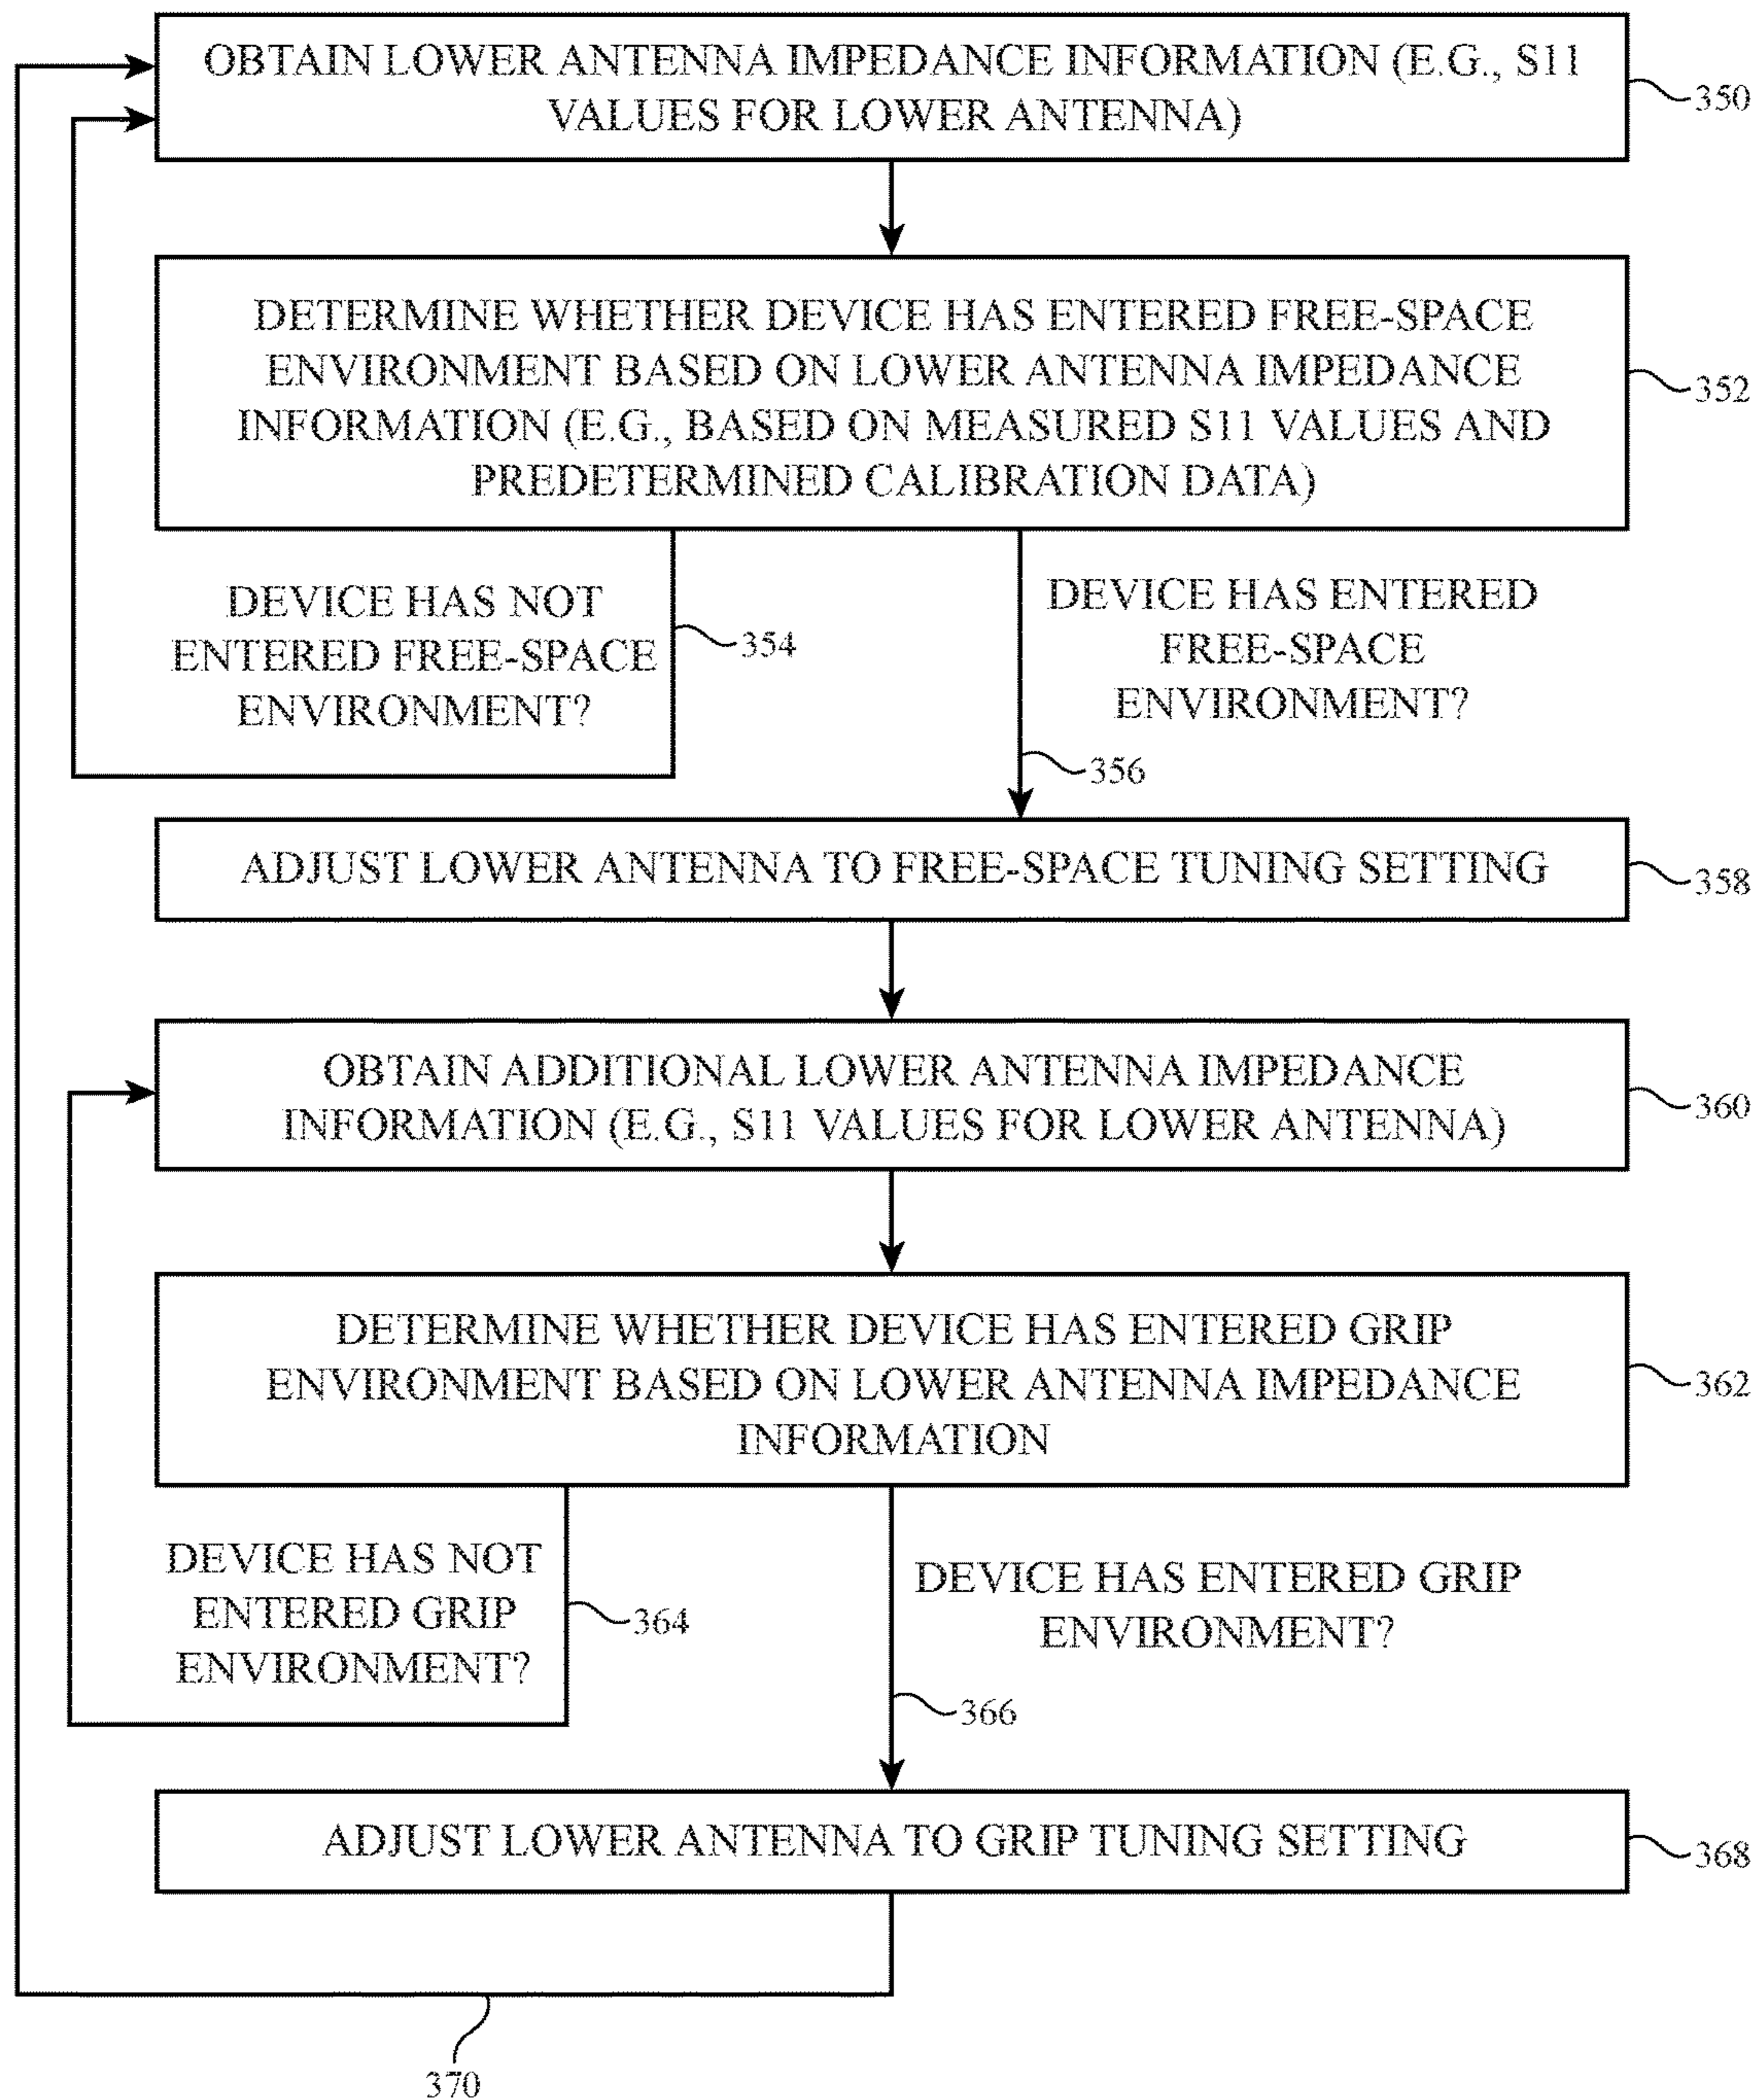 OBTAIN LOWER ANTENNA IMPEDANCE INFORMATION (E.G., S11
VALUES FOR LOWER ANTENNA)
350
DETERMINE WHETHER DEVICE HAS ENTERED FREE-SPACE
ENVIRONMENT BASED ON LOWER ANTENNA IMPEDANCE
INFORMATION (E.G., BASED ON MEASURED S11 VALUES AND
PREDETERMINED CALIBRATION DATA)
352
DEVICE HAS NOT
ENTERED FREE-SPACE
ENVIRONMENT?
354
DEVICE HAS ENTERED
FREE-SPACE
ENVIRONMENT?
356
ADJUST LOWER ANTENNA TO FREE-SPACE TUNING SETTING
358
OBTAIN ADDITIONAL LOWER ANTENNA IMPEDANCE
INFORMATION (E.G., S11 VALUES FOR LOWER ANTENNA)
360
DETERMINE WHETHER DEVICE HAS ENTERED GRIP
ENVIRONMENT BASED ON LOWER ANTENNA IMPEDANCE
INFORMATION
362
DEVICE HAS NOT
ENTERED GRIP
ENVIRONMENT?
364
DEVICE HAS ENTERED GRIP
ENVIRONMENT?
366
ADJUST LOWER ANTENNA TO GRIP TUNING SETTING
368
370